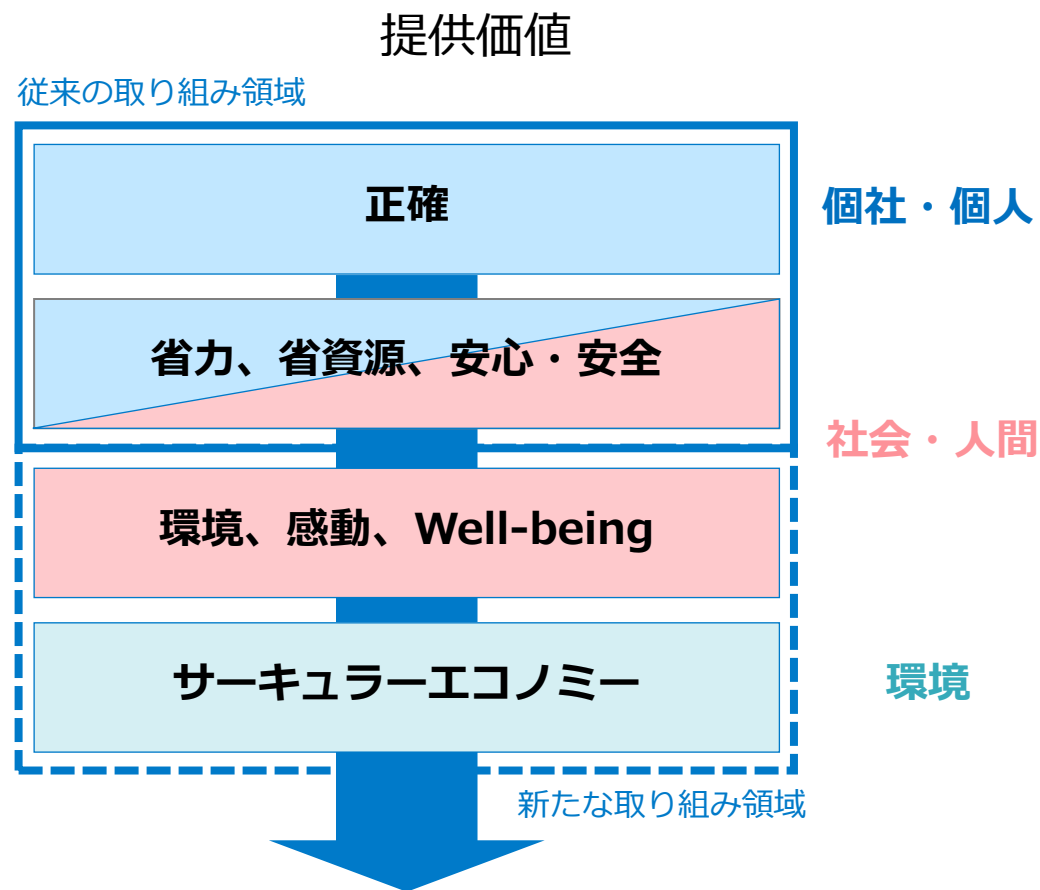 提供価値
従来の取り組み領域
正確
個社・個人
省力、省資源、安心・安全
社会・人間
環境、感動、Well-being
サーキュラーエコノミー
環境
新たな取り組み領域